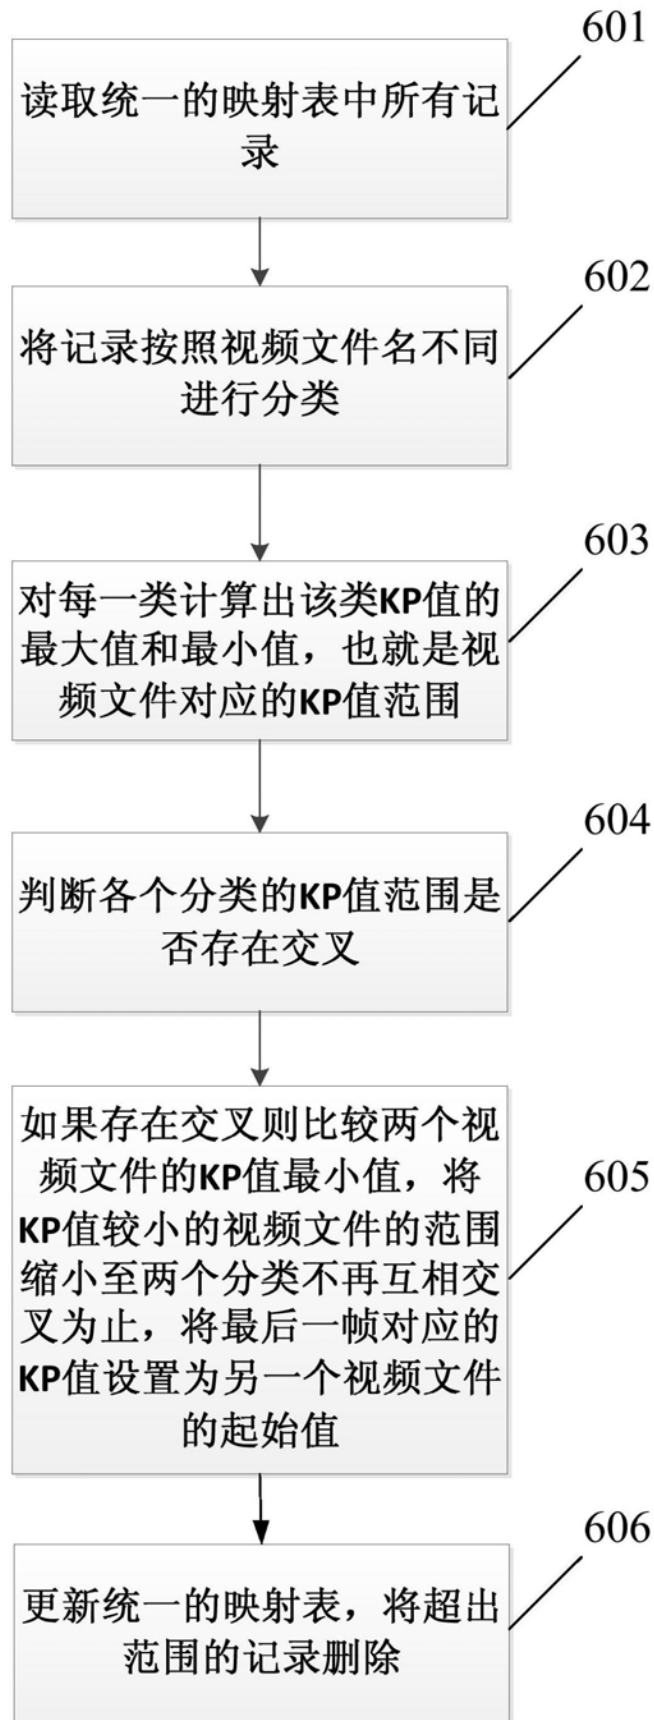 601
读取统一的映射表中所有记
录
602
将记录按照视频文件名不同
进行分类
603
对每一类计算出该类KP值的
最大值和最小值，也就是视
频文件对应的KP值范围
604
判断各个分类的KP值范围是
否存在交叉
605
如果存在交叉则比较两个视
频文件的KP值最小值，将
KP值较小的视频文件的范围
缩小至两个分类不再互相交
叉为止，将最后一帧对应的
KP值设置为另一个视频文件
的起始值
606
更新统一的映射表，将超出
范围的记录删除